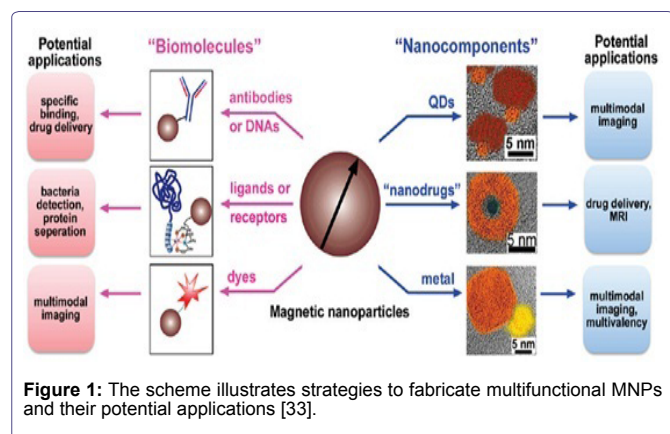 Potential
applications
"Biomolecules"
"Nanocomponents"
Potential
applications
specific
binding,
drug delivery
antibodies
or DNAs
QDs
5 nm
multimodal
imaging
bacteria
detection,
protein
seperation
ligands or
receptors
"nanodrugs"
5 nm
drug delivery,
MRI
multimodal
imaging
dyes
Magnetic nanoparticles
metal
5 nm
multimodal
imaging,
multivalency
Figure 1: The scheme illustrates strategies to fabricate multifunctional MNPs
and their potential applications [33].